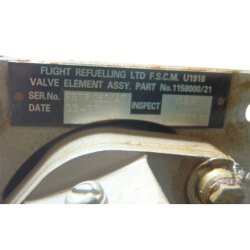 FLIGHT REFUELLING LTD F.S.C.M. U1918
VALVE ELEMENT ASSY. PART No.1158000/21
SER.No. INSPECT
DATE